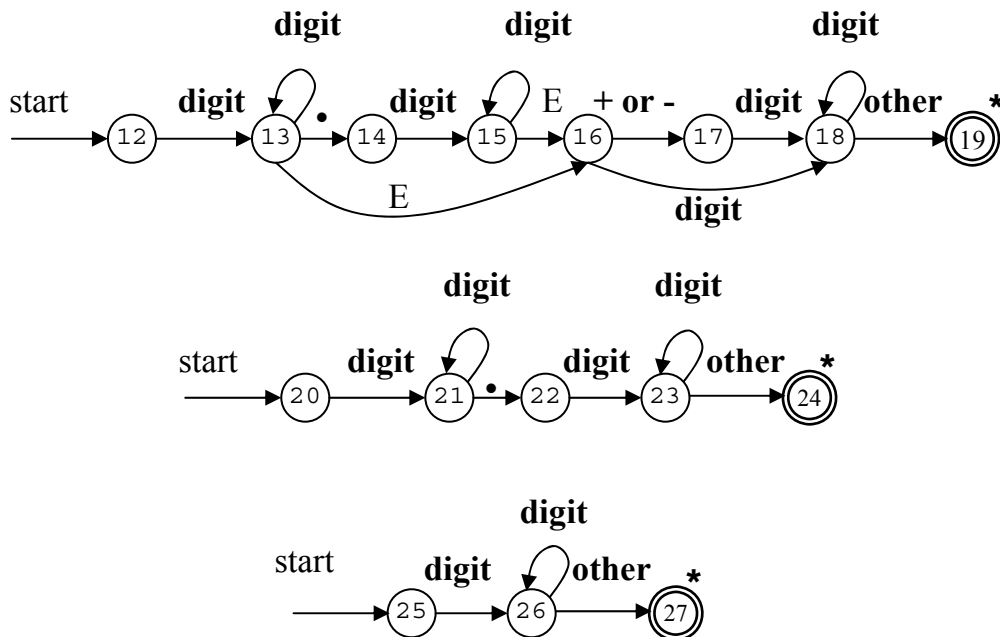 digit digit digit
start digit • digit E + or - digit other *
12 13 14 15 16 17 18 19
E digit
digit digit
start digit • digit other *
20 21 22 23 24
digit
start digit other *
25 26 27